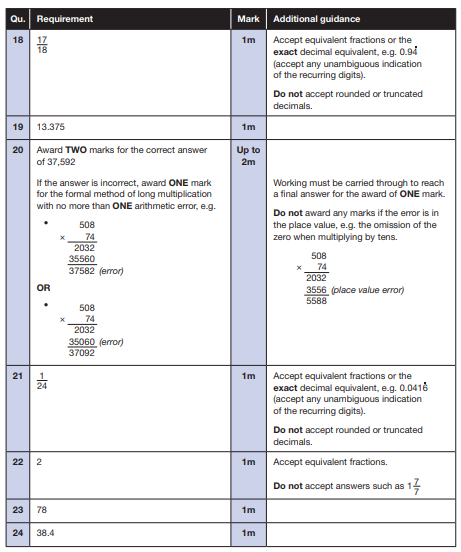 Qu. Requirement Mark Additional guidance
18 17/18 1m Accept equivalent fractions or the
exact decimal equivalent, e.g. 0.94̇
(accept any unambiguous indication
of the recurring digits).
Do not accept rounded or truncated
decimals.
19 13.375 1m
20 Award TWO marks for the correct answer
of 37,592
Up to
2m
If the answer is incorrect, award ONE mark
for the formal method of long multiplication
with no more than ONE arithmetic error, e.g.
• 508
× 74
2032
35560
37582 (error)
OR
• 508
× 74
2032
35060 (error)
37092
Working must be carried through to reach
a final answer for the award of ONE mark.
Do not award any marks if the error is in
the place value, e.g. the omission of the
zero when multiplying by tens.
508
× 74
2032
3556 (place value error)
5588
21 1/24 1m Accept equivalent fractions or the
exact decimal equivalent, e.g. 0.0416̇
(accept any unambiguous indication
of the recurring digits).
Do not accept rounded or truncated
decimals.
22 2 1m Accept equivalent fractions.
Do not accept answers such as 1 7/7
23 78 1m
24 38.4 1m